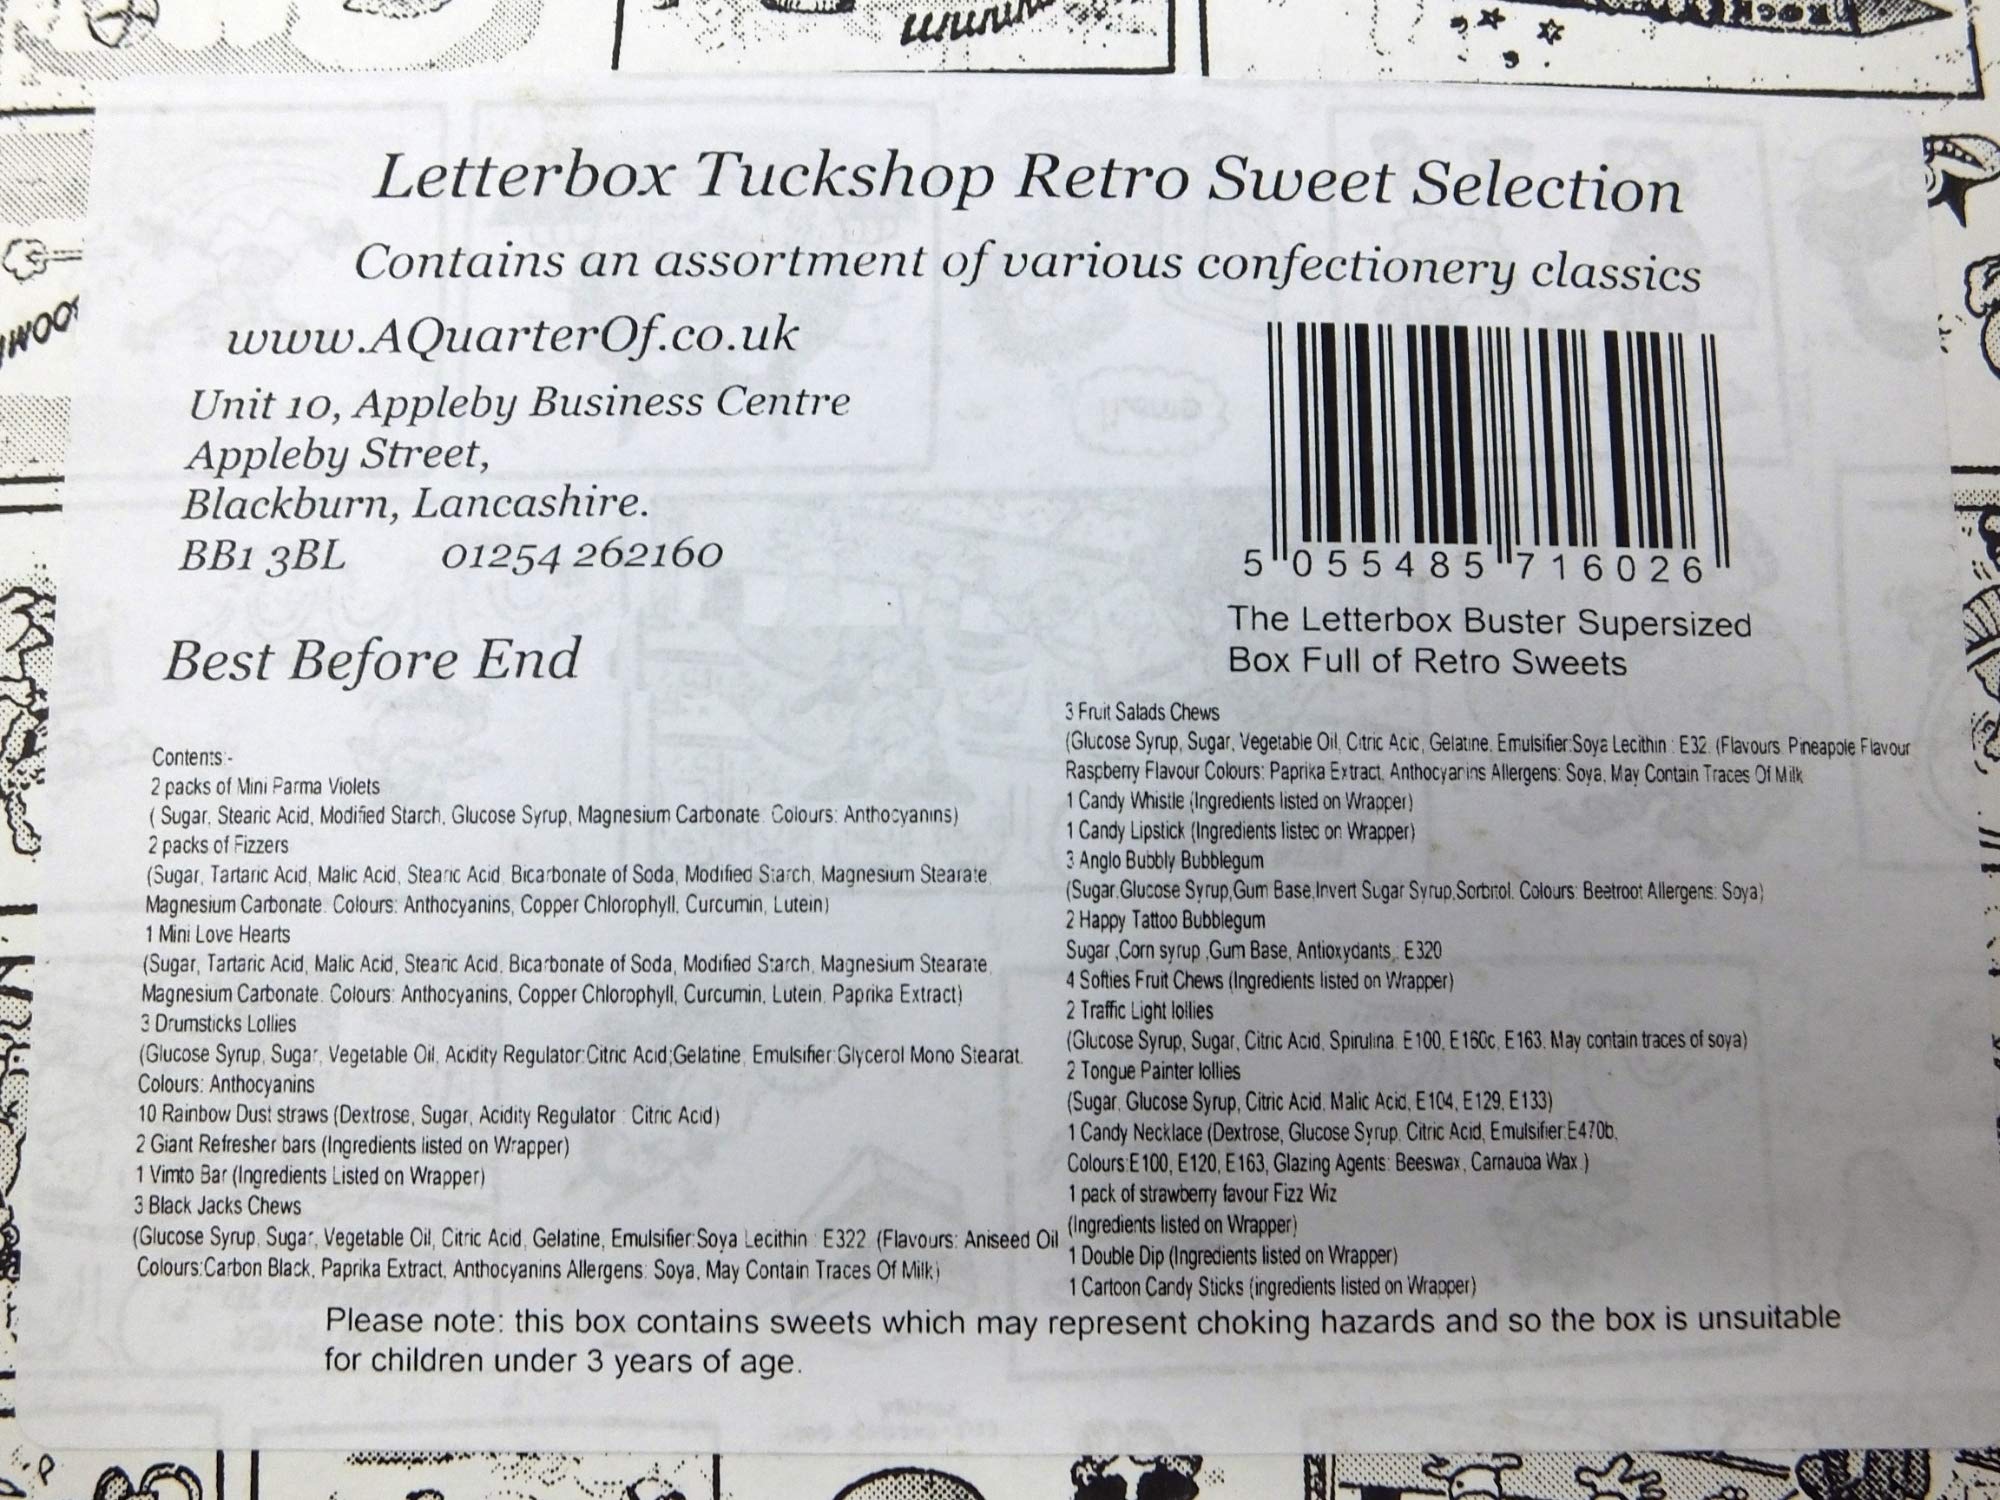 Letterbox Tuckshop Retro Sweet Selection
Contains an assortment of various confectionery classics
www.AQuarterOf.co.uk
Unit 10, Appleby Business Centre
Appleby Street,
Blackburn, Lancashire.
BB1 3BL 01254 262160
Best Before End
5 055485 716026
The Letterbox Buster Supersized
Box Full of Retro Sweets
Contents:-
2 packs of Mini Parma Violets
( Sugar, Stearic Acid, Modified Starch, Glucose Syrup, Magnesium Carbonate. Colours: Anthocyanins)
2 packs of Fizzers
(Sugar, Tartaric Acid, Malic Acid, Stearic Acid, Bicarbonate of Soda, Modified Starch, Magnesium Stearate,
Magnesium Carbonate. Colours: Anthocyanins, Copper Chlorophyll, Curcumin, Lutein)
1 Mini Love Hearts
(Sugar, Tartaric Acid, Malic Acid, Stearic Acid, Bicarbonate of Soda, Modified Starch, Magnesium Stearate,
Magnesium Carbonate. Colours: Anthocyanins, Copper Chlorophyll, Curcumin, Lutein, Paprika Extract)
3 Drumsticks Lollies
(Glucose Syrup, Sugar, Vegetable Oil, Acidity Regulator:Citric Acid;Gelatine, Emulsifier:Glycerol Mono Stearat.
Colours: Anthocyanins
10 Rainbow Dust straws (Dextrose, Sugar, Acidity Regulator : Citric Acid)
2 Giant Refresher bars (Ingredients listed on Wrapper)
1 Vimto Bar (Ingredients Listed on Wrapper)
3 Black Jacks Chews
(Glucose Syrup, Sugar, Vegetable Oil, Citric Acid, Gelatine, Emulsifier:Soya Lecithin : E322. (Flavours: Aniseed Oil
Colours:Carbon Black, Paprika Extract, Anthocyanins Allergens: Soya, May Contain Traces Of Milk)
3 Fruit Salads Chews
(Glucose Syrup, Sugar, Vegetable Oil, Citric Acic, Gelatine, Emulsifier:Soya Lecithin : E32. (Flavours. Pineapple Flavour
Raspberry Flavour Colours: Paprika Extract, Anthocyanins Allergens: Soya, May Contain Traces Of Milk
1 Candy Whistle (Ingredients listed on Wrapper)
1 Candy Lipstick (Ingredients listed on Wrapper)
3 Anglo Bubbly Bubblegum
(Sugar,Glucose Syrup,Gum Base,Invert Sugar Syrup,Sorbitol. Colours: Beetroot Allergens: Soya)
2 Happy Tattoo Bubblegum
Sugar ,Corn syrup ,Gum Base, Antioxydants,: E320
4 Softies Fruit Chews (Ingredients listed on Wrapper)
2 Traffic Light lollies
(Glucose Syrup, Sugar, Citric Acid, Spirulina, E100, E160c, E163. May contain traces of soya)
2 Tongue Painter lollies
(Sugar, Glucose Syrup, Citric Acid, Malic Acid, E104, E129, E133)
1 Candy Necklace (Dextrose, Glucose Syrup, Citric Acid, Emulsifier:E470b,
Colours:E100, E120, E163, Glazing Agents: Beeswax, Carnauba Wax.)
1 pack of strawberry favour Fizz Wiz
(Ingredients listed on Wrapper)
1 Double Dip (Ingredients listed on Wrapper)
1 Cartoon Candy Sticks (ingredients listed on Wrapper)
Please note: this box contains sweets which may represent choking hazards and so the box is unsuitable
for children under 3 years of age.